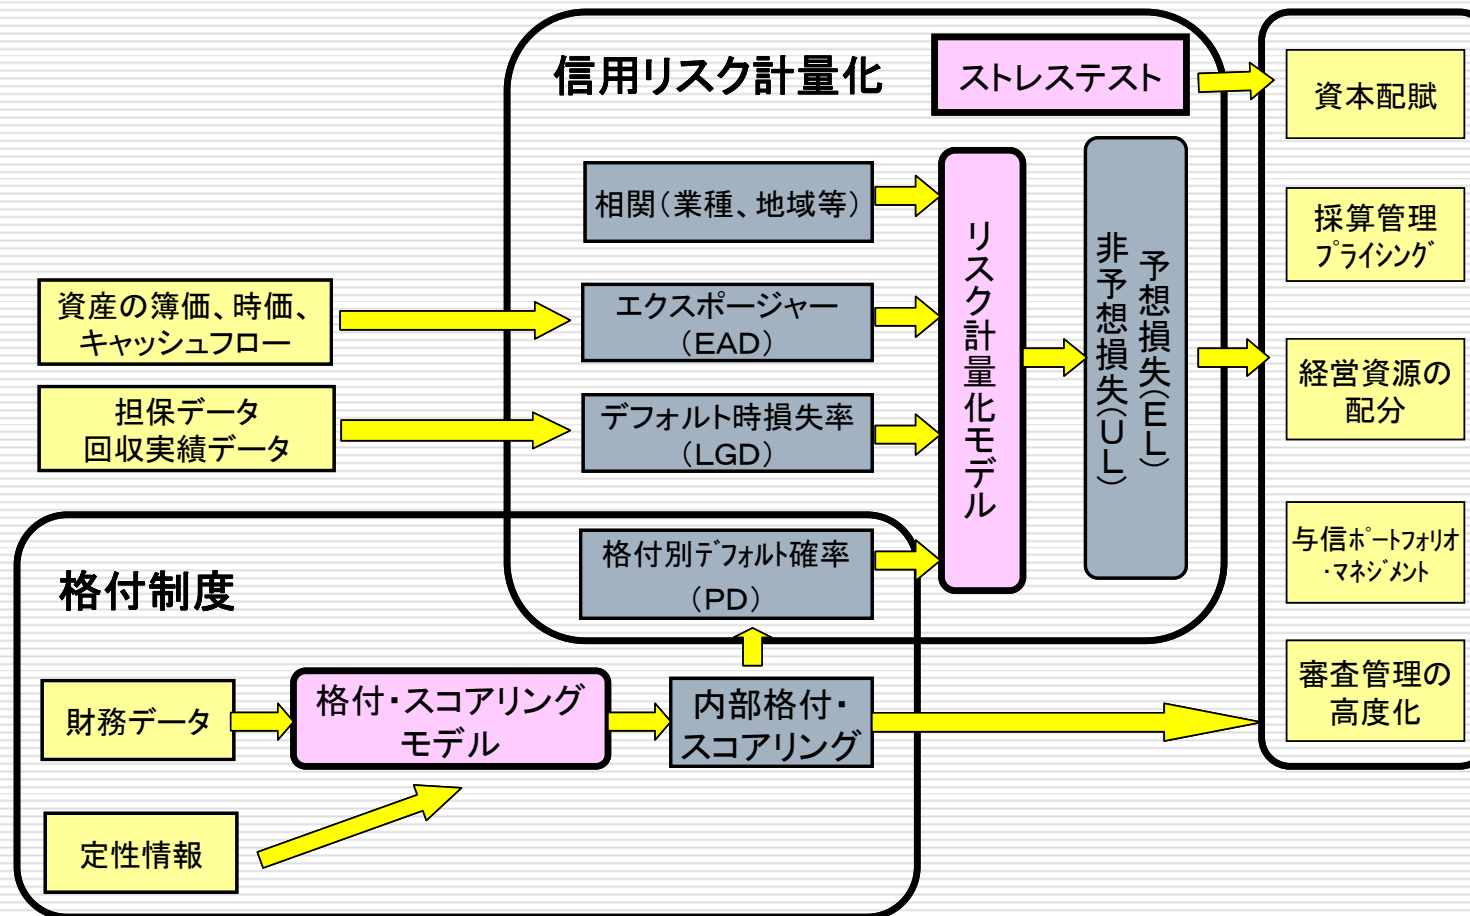 信用リスク計量化
ストレステスト
資本配賦
相関（業種、地域等）
採算管理
ﾌﾟﾗｲｼﾝｸﾞ
資産の簿価、時価、
キャッシュフロー
エクスポージャー
（EAD）
リスク計量化モデル
予想損失（ＥＬ）
非予想損失（ＵＬ）
経営資源の
配分
担保データ
回収実績データ
デフォルト時損失率
（LGD）
格付制度
格付別ﾃﾞﾌｫﾙﾄ確率
（PD）
与信ﾎﾟｰﾄﾌｫﾘｵ
・ﾏﾈｼﾞﾒﾝﾄ
財務データ
格付・スコアリング
モデル
内部格付・
スコアリング
審査管理の
高度化
定性情報